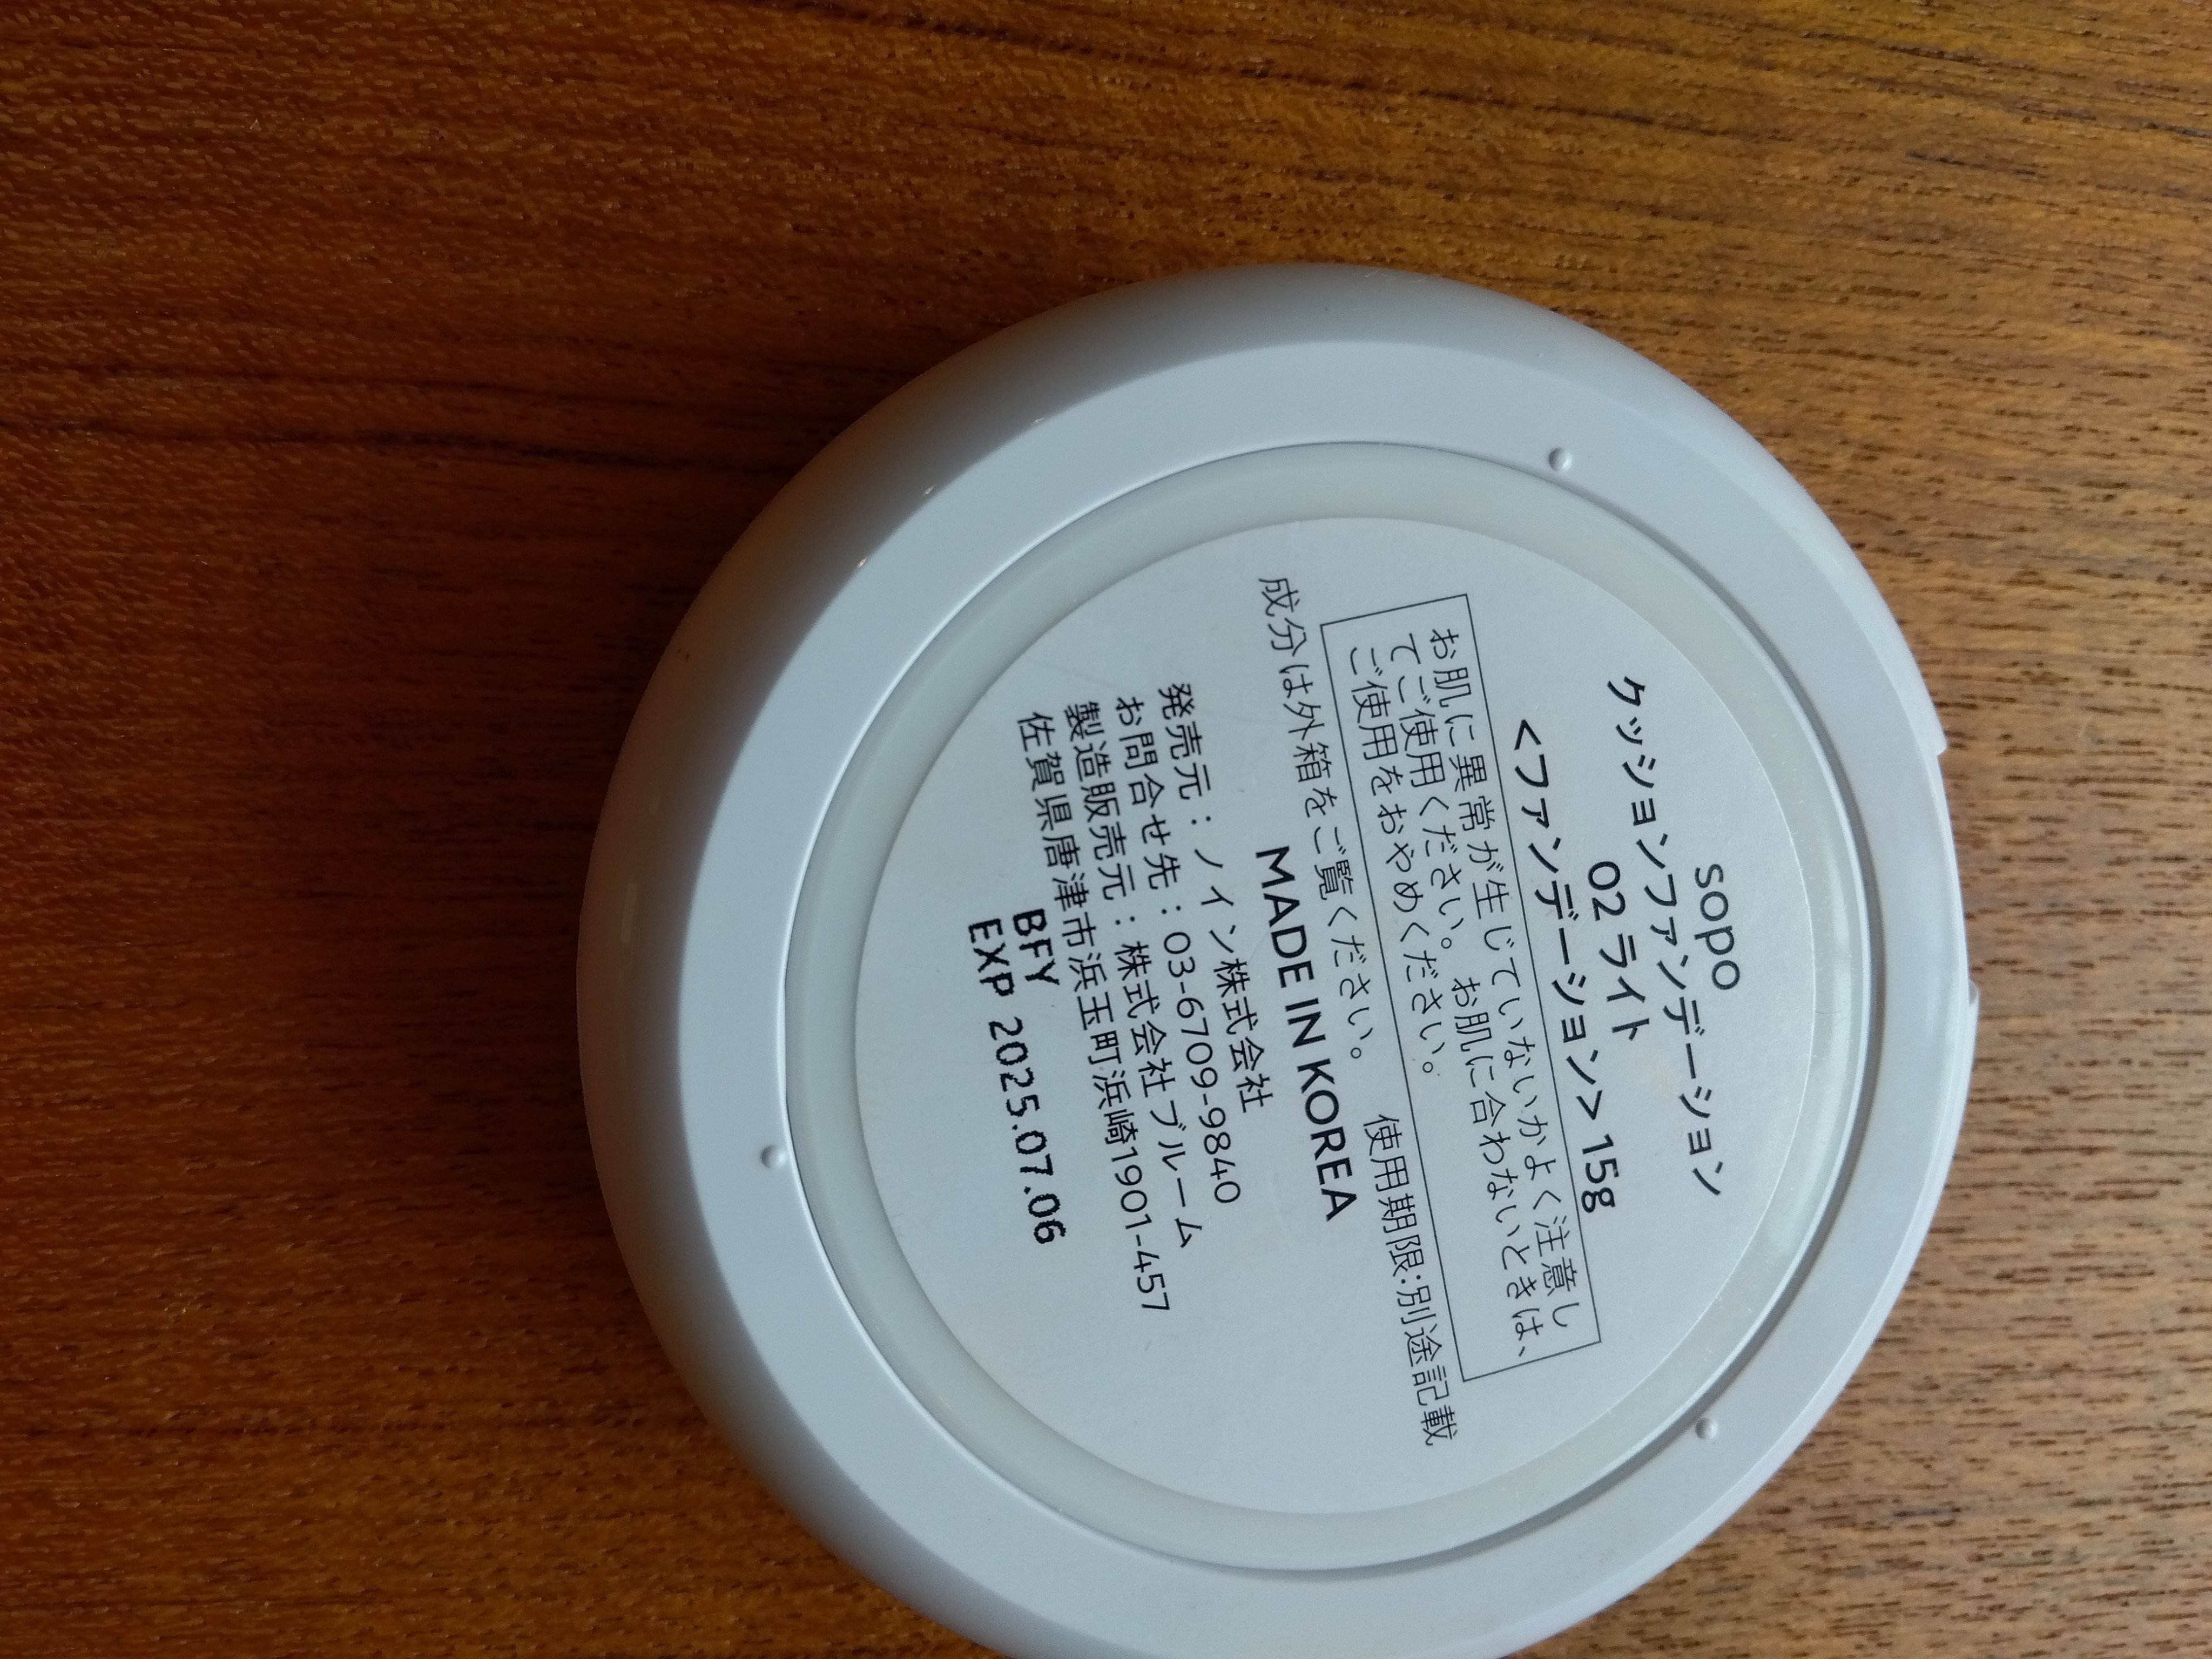 sopo
クッションファンデーション
02 ライト
<ファンデーション> 15g
お肌に異常が生じていないかよく注意し
てご使用ください。お肌に合わないときは、
ご使用をおやめください。
成分は外箱をご覧ください。 使用期限:別途記載
MADE IN KOREA
発売元：ノイン株式会社
お問合せ先：03-6709-9840
製造販売元：株式会社ブルーム
佐賀県唐津市浜玉町浜崎1901-457
BFY
EXP 2025.07.06